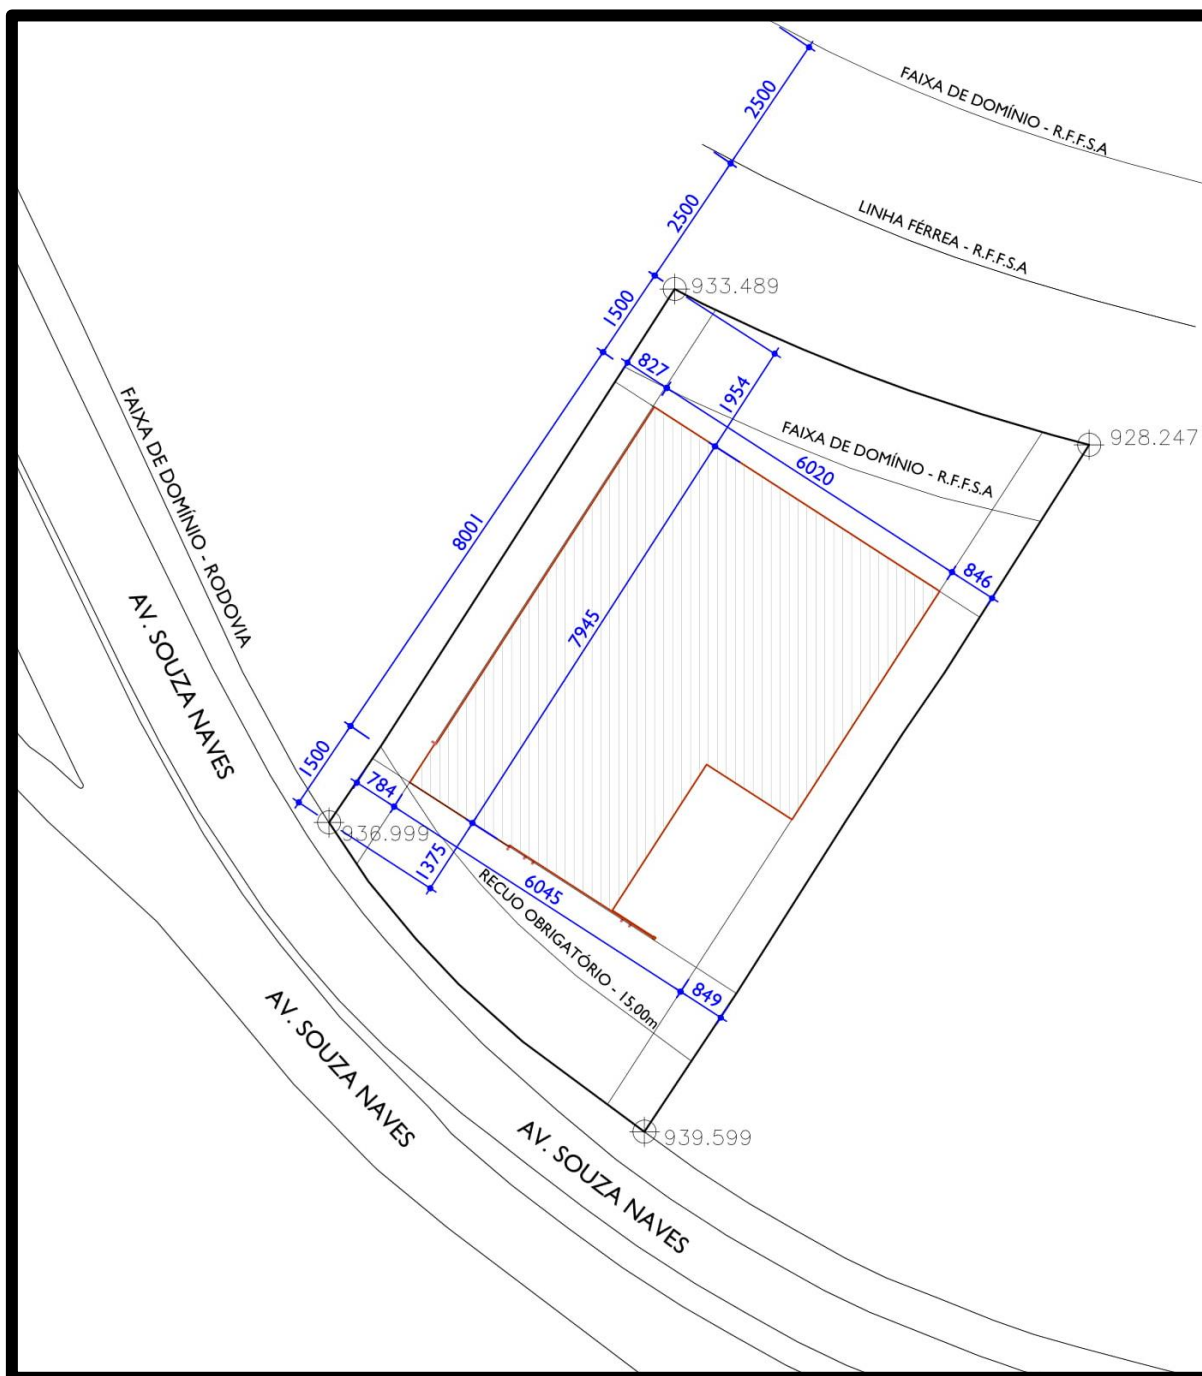 2500
FAIXA DE DOMÍNIO - R.F.F.S.A
2500
LINHA FÉRREA - R.F.F.S.A
933.489
1500
827
1954
928.247
FAIXA DE DOMÍNIO - R.F.F.S.A
6020
846
FAIXA DE DOMÍNIO - RODOVIA
8001
7945
AV. SOUZA NAVES
1500
784
936.999
1375
6045
RECUO OBRIGATÓRIO - 15,00m
849
AV. SOUZA NAVES
AV. SOUZA NAVES
939.599